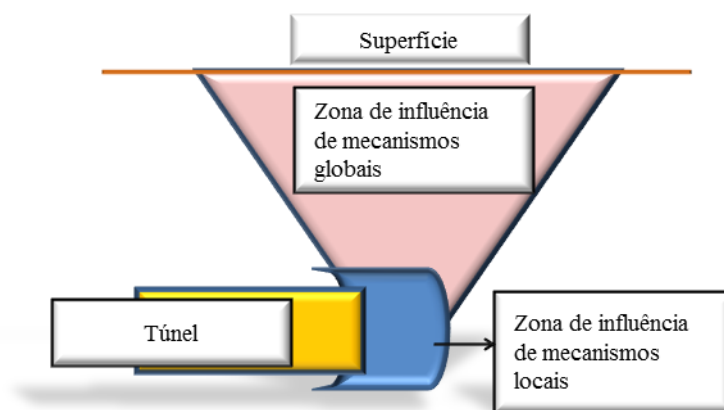 Superfície
Zona de influência
de mecanismos
globais
Túnel
Zona de influência
de mecanismos
locais